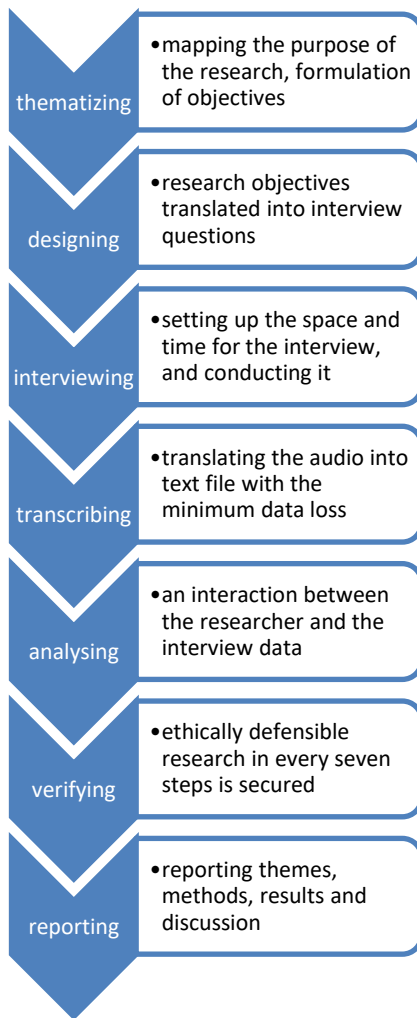 thematizing
•mapping the purpose of
the research, formulation
of objectives
designing
•research objectives
translated into interview
questions
interviewing
•setting up the space and
time for the interview,
and conducting it
transcribing
•translating the audio into
text file with the
minimum data loss
analysing
•an interaction between
the researcher and the
interview data
verifying
•ethically defensible
research in every seven
steps is secured
reporting
•reporting themes,
methods, results and
discussion